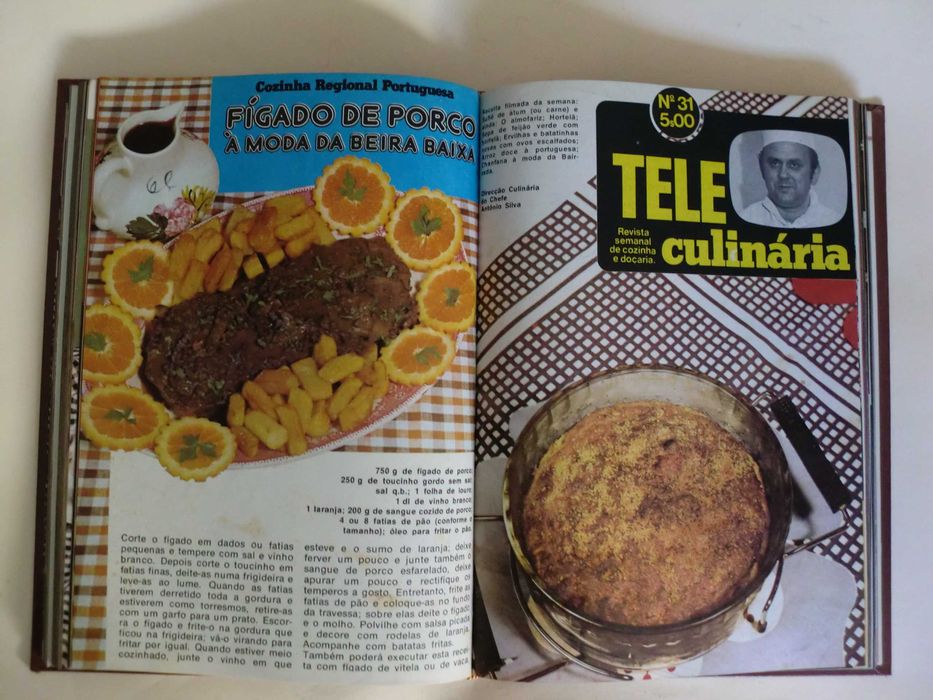 Cozinha Regional Portuguesa
FÍGADO DE PORCO
À MODA DA BEIRA BAIXA
750 g de fígado de porco;
250 g de toucinho gordo sem sal;
sal q.b.; 1 folha de louro;
1 dl de vinho branco;
1 laranja; 200 g de sangue cozido de porco;
4 ou 8 fatias de pão (conforme o
tamanho); óleo para fritar o pão.
Corte o fígado em dados ou fatias
pequenas e tempere com sal e vinho
branco. Depois corte o toucinho em
fatias finas, deite-as numa frigideira e
leve-as ao lume. Quando as fatias
tiverem derretido toda a gordura e
estiverem como torresmos, retire-as
com um garfo para um prato. Escor-
ra o fígado e frite-o na gordura que
ficou na frigideira; vá-o virando para
fritar por igual. Quando estiver meio
cozinhado, junte o vinho em que
esteve e o sumo de laranja; deixe
ferver um pouco e junte também o
sangue de porco esfarelado, deixe
apurar um pouco e rectifique os
temperos a gosto. Entretanto, frite as
fatias de pão e coloque-as no fundo
da travessa; sobre elas deite o fígado
e o molho. Polvilhe com salsa picada
e decore com rodelas de laranja.
Acompanhe com batatas fritas.
Também poderá executar esta recei-
ta com fígado de vitela ou de vaca.
Receita filmada da semana:
de atum (ou carne) e
O almofariz; Hortelã;
de feijão verde com
Ervilhas e batatinhas
com ovos escalfados;
Arroz doce à portuguesa;
Chanfana à moda da Bair-
rada.
Direcção Culinária
do Chefe
António Silva
Nº 31
5$00
TELE
culinária
Revista
semanal
de cozinha
e doçaria.